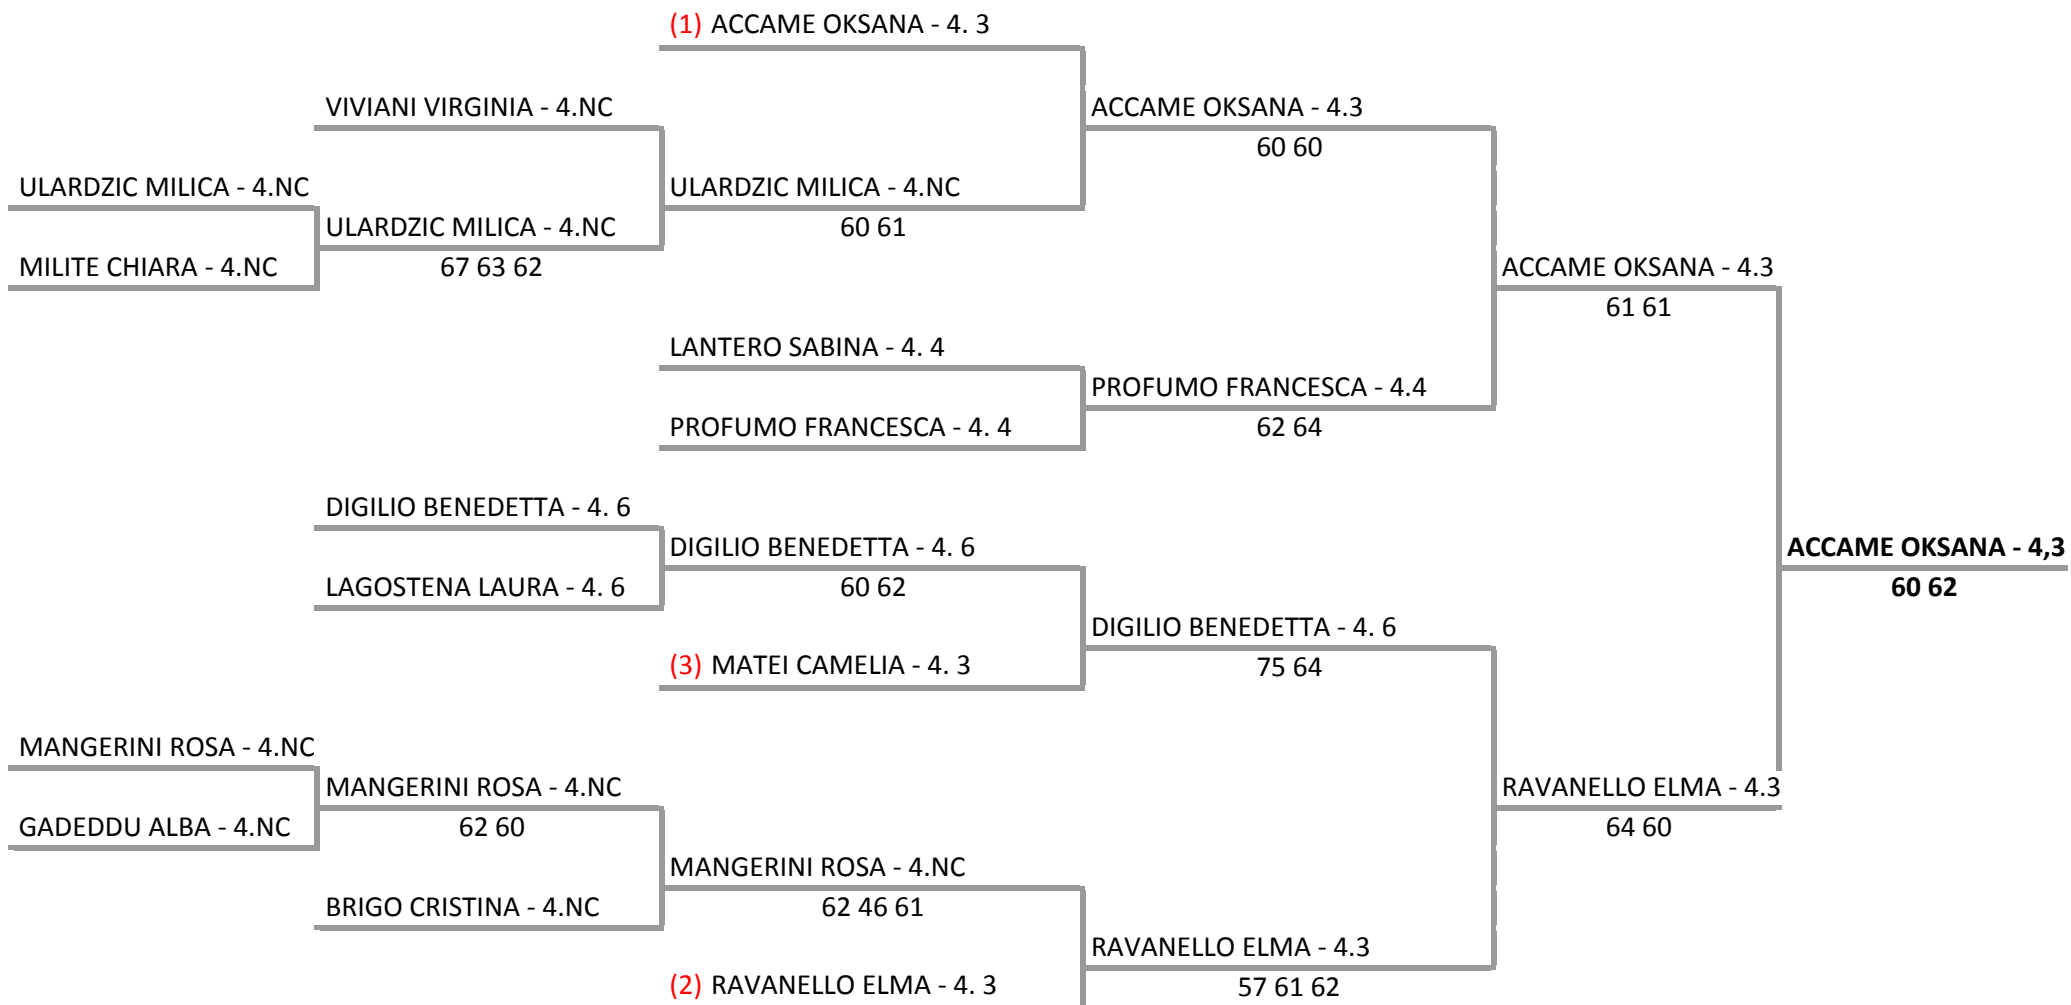 (1) ACCAME OKSANA - 4. 3
VIVIANI VIRGINIA - 4.NC
ACCAME OKSANA - 4.3
60 60
ULARDZIC MILICA - 4.NC
ULARDZIC MILICA - 4.NC
ULARDZIC MILICA - 4.NC
60 61
MILITE CHIARA - 4.NC
67 63 62
ACCAME OKSANA - 4.3
61 61
LANTERO SABINA - 4. 4
PROFUMO FRANCESCA - 4.4
PROFUMO FRANCESCA - 4. 4
62 64
DIGILIO BENEDETTA - 4. 6
DIGILIO BENEDETTA - 4. 6
ACCAME OKSANA - 4,3
LAGOSTENA LAURA - 4. 6
60 62
60 62
DIGILIO BENEDETTA - 4. 6
(3) MATEI CAMELIA - 4. 3
75 64
MANGERINI ROSA - 4.NC
MANGERINI ROSA - 4.NC
RAVANELLO ELMA - 4.3
GADEDDU ALBA - 4.NC
62 60
64 60
MANGERINI ROSA - 4.NC
BRIGO CRISTINA - 4.NC
62 46 61
RAVANELLO ELMA - 4.3
(2) RAVANELLO ELMA - 4. 3
57 61 62